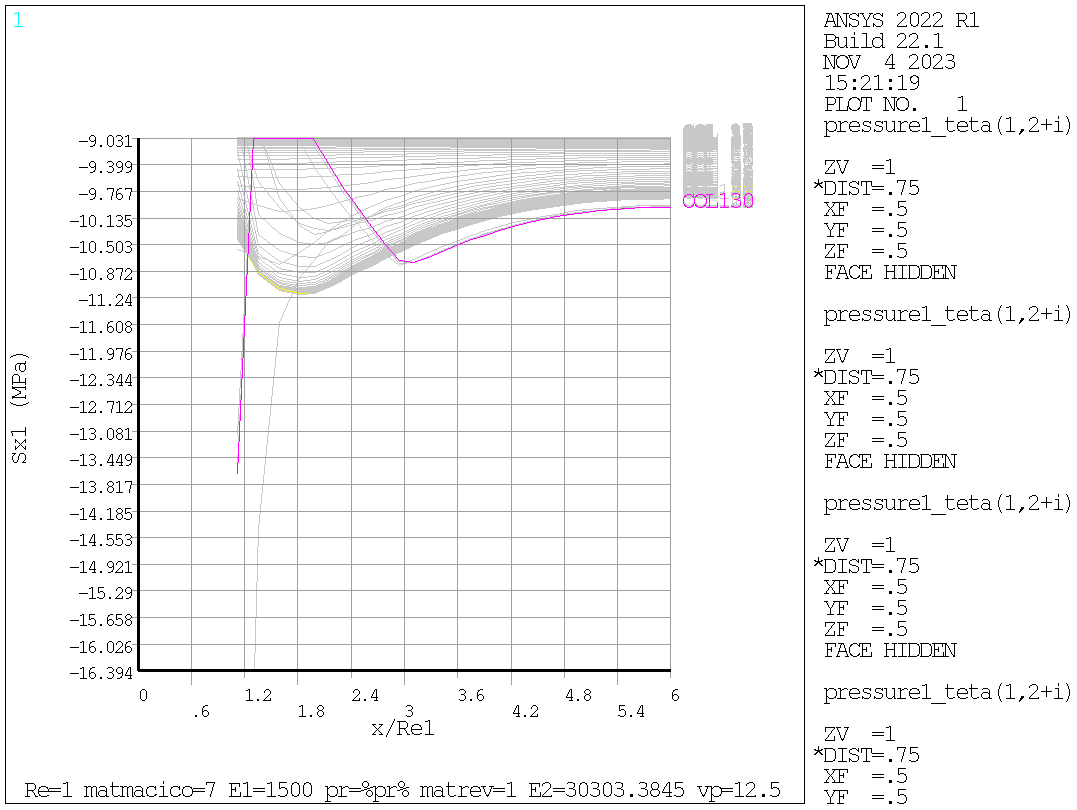 1
ANSYS 2022 R1
Build 22.1
NOV  4 2023
15:21:19
PLOT NO.   1
pressure1_teta(1,2+i)
ZV  =1
*DIST=.75
XF  =.5
YF  =.5
ZF  =.5
FACE HIDDEN
pressure1_teta(1,2+i)
ZV  =1
*DIST=.75
XF  =.5
YF  =.5
ZF  =.5
FACE HIDDEN
pressure1_teta(1,2+i)
ZV  =1
*DIST=.75
XF  =.5
YF  =.5
ZF  =.5
FACE HIDDEN
pressure1_teta(1,2+i)
ZV  =1
*DIST=.75
XF  =.5
YF  =.5
-9.031
-9.399
-9.767
-10.135
-10.503
-10.872
-11.24
-11.608
-11.976
-12.344
-12.712
-13.081
-13.449
-13.817
-14.185
-14.553
-14.921
-15.29
-15.658
-16.026
-16.394
Sx1 (MPa)
COL130
0 1.2 2.4 3.6 4.8 6
.6 1.8 3 4.2 5.4
x/Re1
Re=1 matmacico=7 E1=1500 pr=%pr% matrev=1 E2=30303.3845 vp=12.5